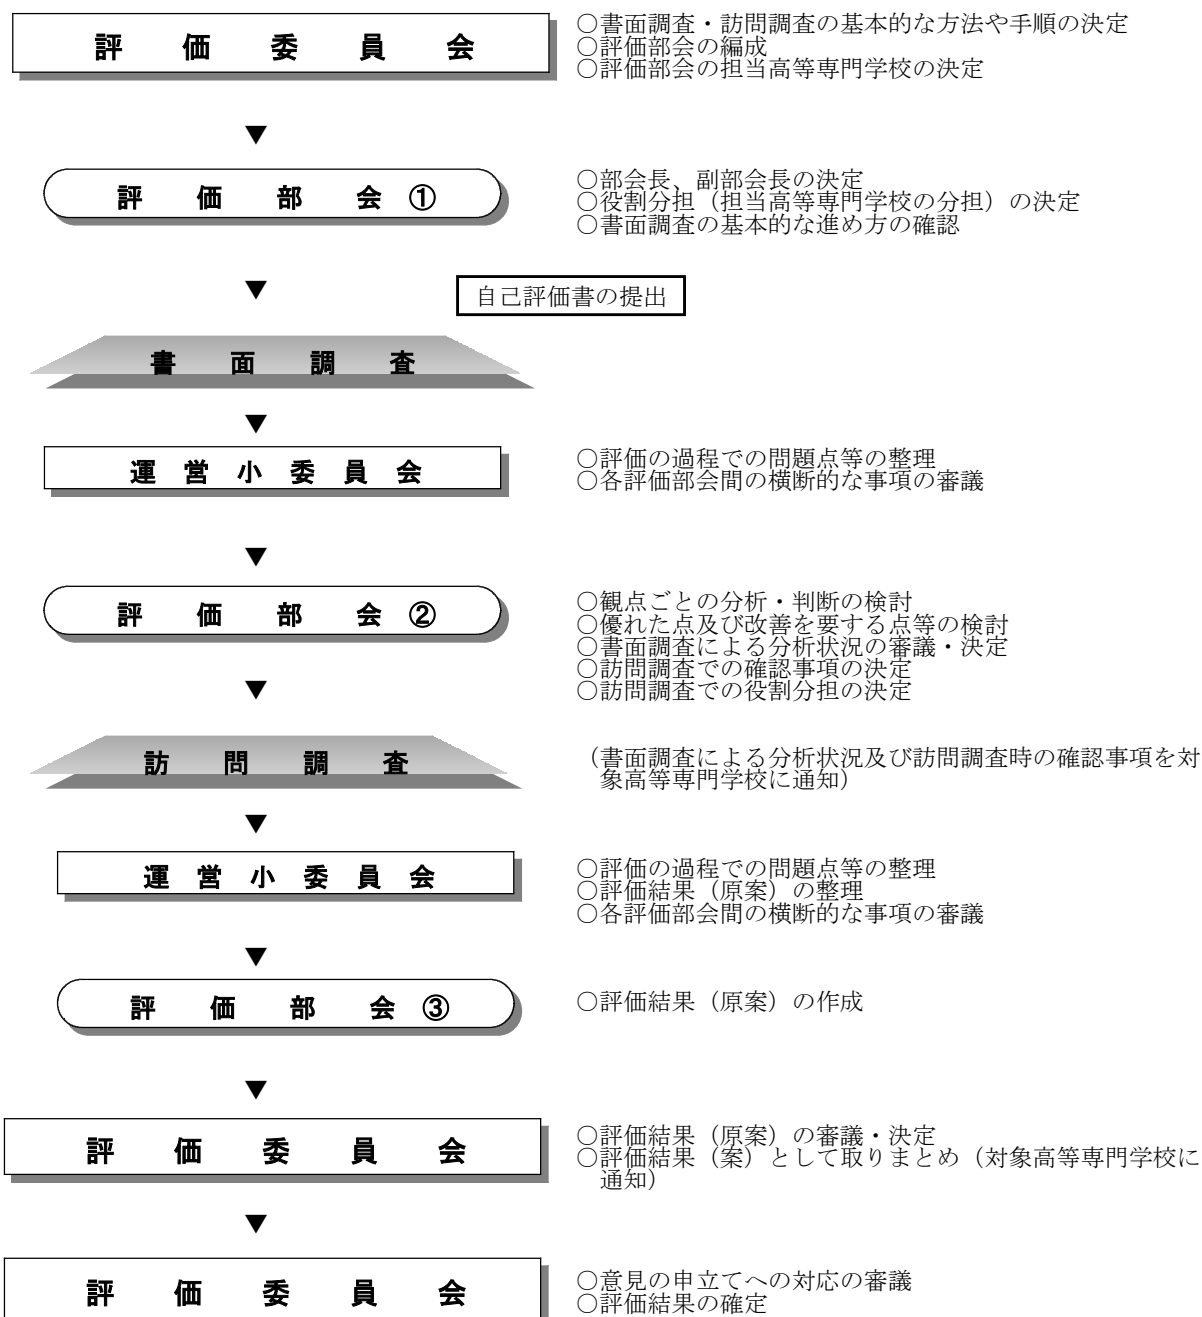 評価委員会
○書面調査・訪問調査の基本的な方法や手順の決定
○評価部会の編成
○評価部会の担当高等専門学校の決定
▼
評価部会①
○部会長、副部会長の決定
○役割分担（担当高等専門学校の分担）の決定
○書面調査の基本的な進め方の確認
▼
自己評価書の提出
書面調査
▼
運営小委員会
○評価の過程での問題点等の整理
○各評価部会間の横断的な事項の審議
▼
評価部会②
○観点ごとの分析・判断の検討
○優れた点及び改善を要する点等の検討
○書面調査による分析状況の審議・決定
○訪問調査での確認事項の決定
○訪問調査での役割分担の決定
▼
訪問調査
（書面調査による分析状況及び訪問調査時の確認事項を対
象高等専門学校に通知）
▼
運営小委員会
○評価の過程での問題点等の整理
○評価結果（原案）の整理
○各評価部会間の横断的な事項の審議
▼
評価部会③
○評価結果（原案）の作成
▼
評価委員会
○評価結果（原案）の審議・決定
○評価結果（案）として取りまとめ（対象高等専門学校に
通知）
▼
評価委員会
○意見の申立てへの対応の審議
○評価結果の確定